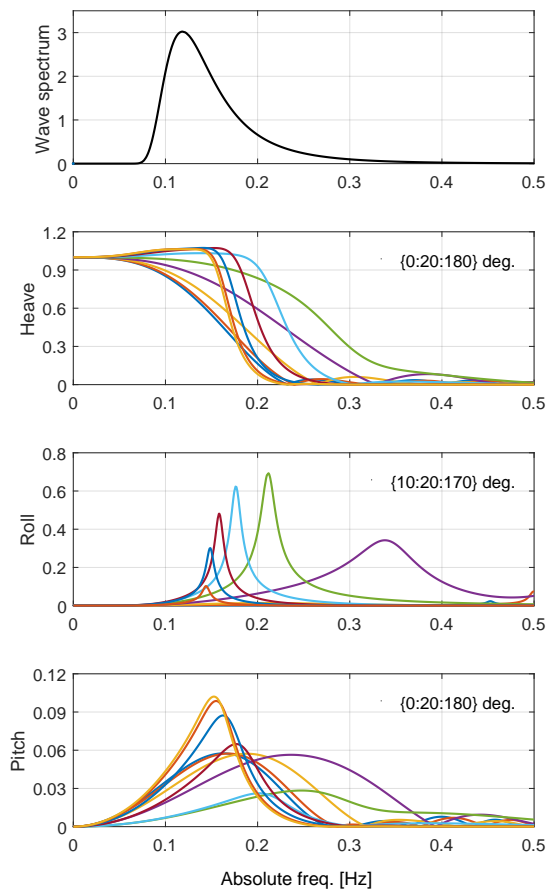 Wave spectrum
3
2
1
0
0 0.1 0.2 0.3 0.4 0.5
Heave
1.2
0.9
0.6
0.3
0
{0:20:180} deg.
0 0.1 0.2 0.3 0.4 0.5
Roll
0.8
0.6
0.4
0.2
0
{10:20:170} deg.
0 0.1 0.2 0.3 0.4 0.5
Pitch
0.12
0.09
0.06
0.03
0
{0:20:180} deg.
0 0.1 0.2 0.3 0.4 0.5
Absolute freq. [Hz]